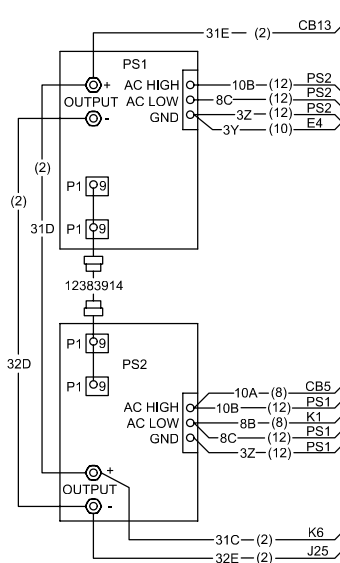 31E (2) CB13
PS1
+ AC HIGH 10B (12) PS2
OUTPUT AC LOW 8C (12) PS2
- GND 3Z (12) PS2
3Y (10) E4
(2)
P1 9
(2)
31D
P1 9
12383914
P1 9
32D
PS2
P1 9
10A (8) CB5
AC HIGH 10B (12) PS1
AC LOW 8B (8) K1
GND 8C (12) PS1
3Z (12) PS1
+
OUTPUT
-
31C (2) K6
32E (2) J25